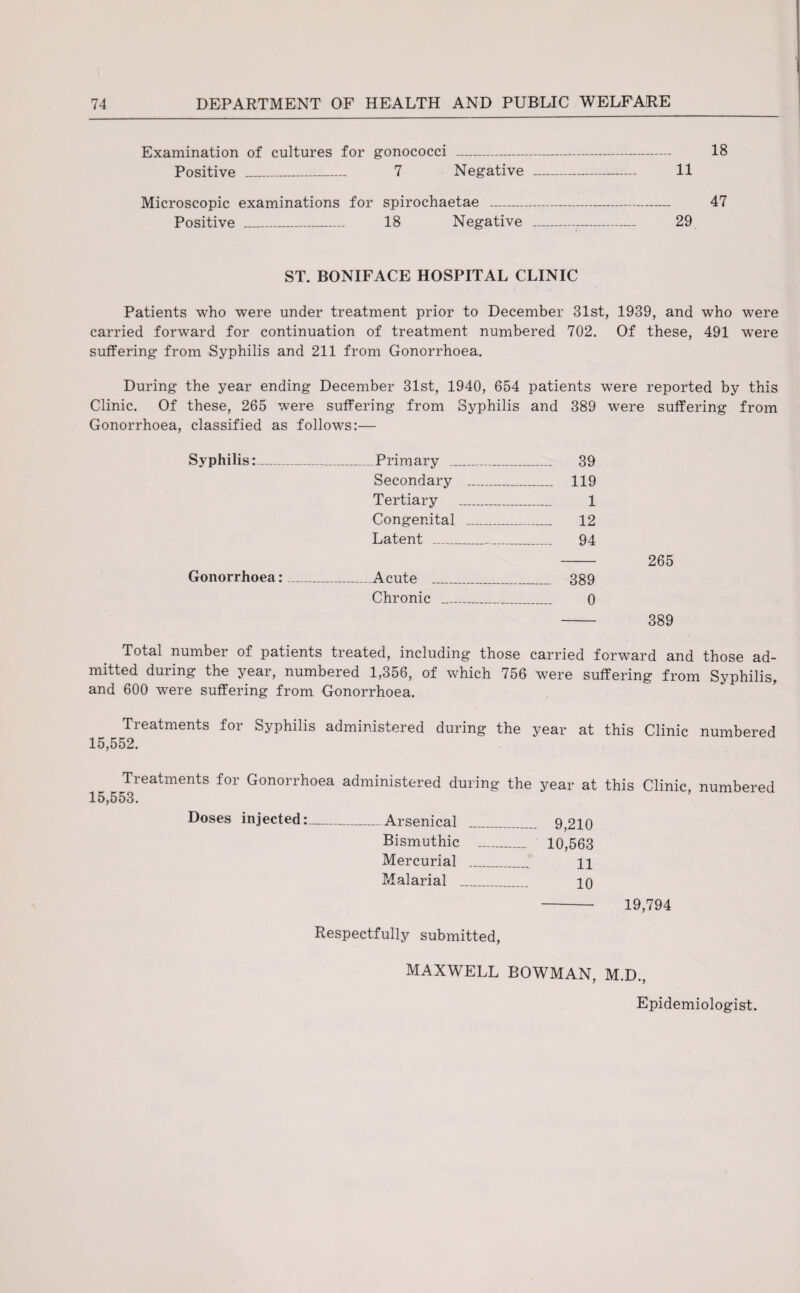 74 DEPARTMENT OF HEALTH AND PUBLIC WELFARE
Examination of cultures for gonococci 18
Positive 7 Negative 11
Microscopic examinations for spirochaetae 47
Positive 18 Negative 29
ST. BONIFACE HOSPITAL CLINIC
Patients who were under treatment prior to December 31st, 1939, and who were
carried forward for continuation of treatment numbered 702. Of these, 491 were
suffering from Syphilis and 211 from Gonorrhoea.
During the year ending December 31st, 1940, 654 patients were reported by this
Clinic. Of these, 265 were suffering from Syphilis and 389 were suffering from
Gonorrhoea, classified as follows:—
Syphilis: Primary 39
Secondary 119
Tertiary 1
Congenital 12
Latent 94
265
Gonorrhoea: Acute 389
Chronic 0
389
Total number of patients treated, including those carried forward and those ad-
mitted during the year, numbered 1,356, of which 756 were suffering from Syphilis,
and 600 were suffering from Gonorrhoea.
Treatments for Syphilis administered during the year at this Clinic numbered
15,552.
Treatments for Gonorrhoea administered during the year at this Clinic, numbered
15,553.
Doses injected: Arsenical 9,210
Bismuthic 10,563
Mercurial 11
Malarial 10
19,794
Respectfully submitted,
MAXWELL BOWMAN, M.D.,
Epidemiologist.